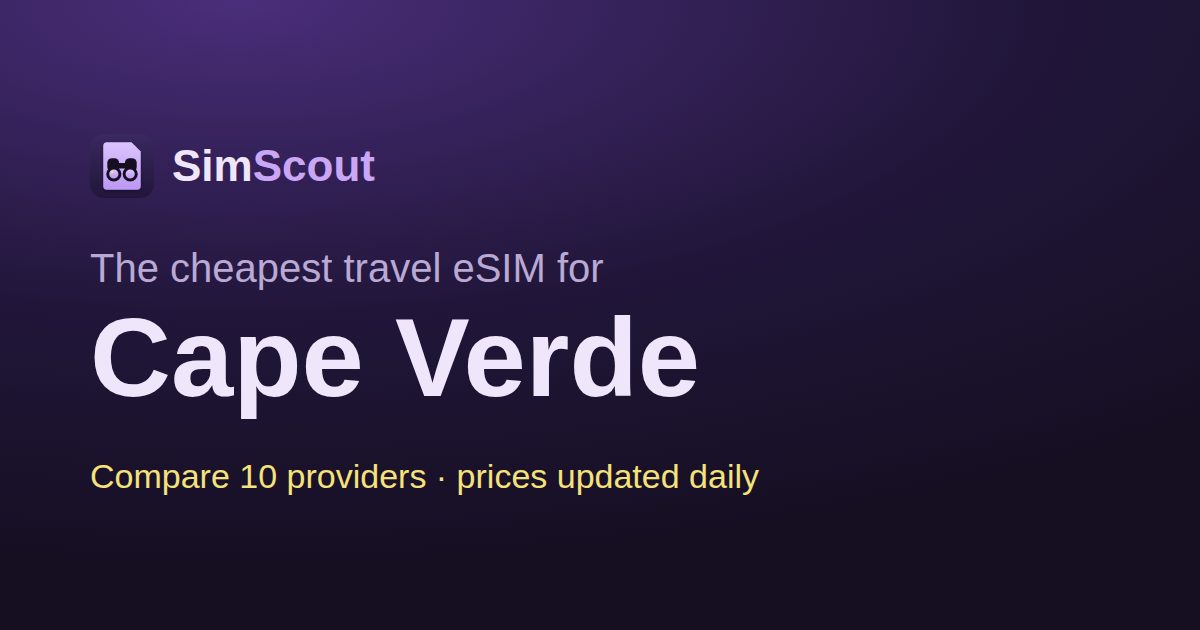 SimScout
The cheapest travel eSIM for
Cape Verde
Compare 10 providers · prices updated daily